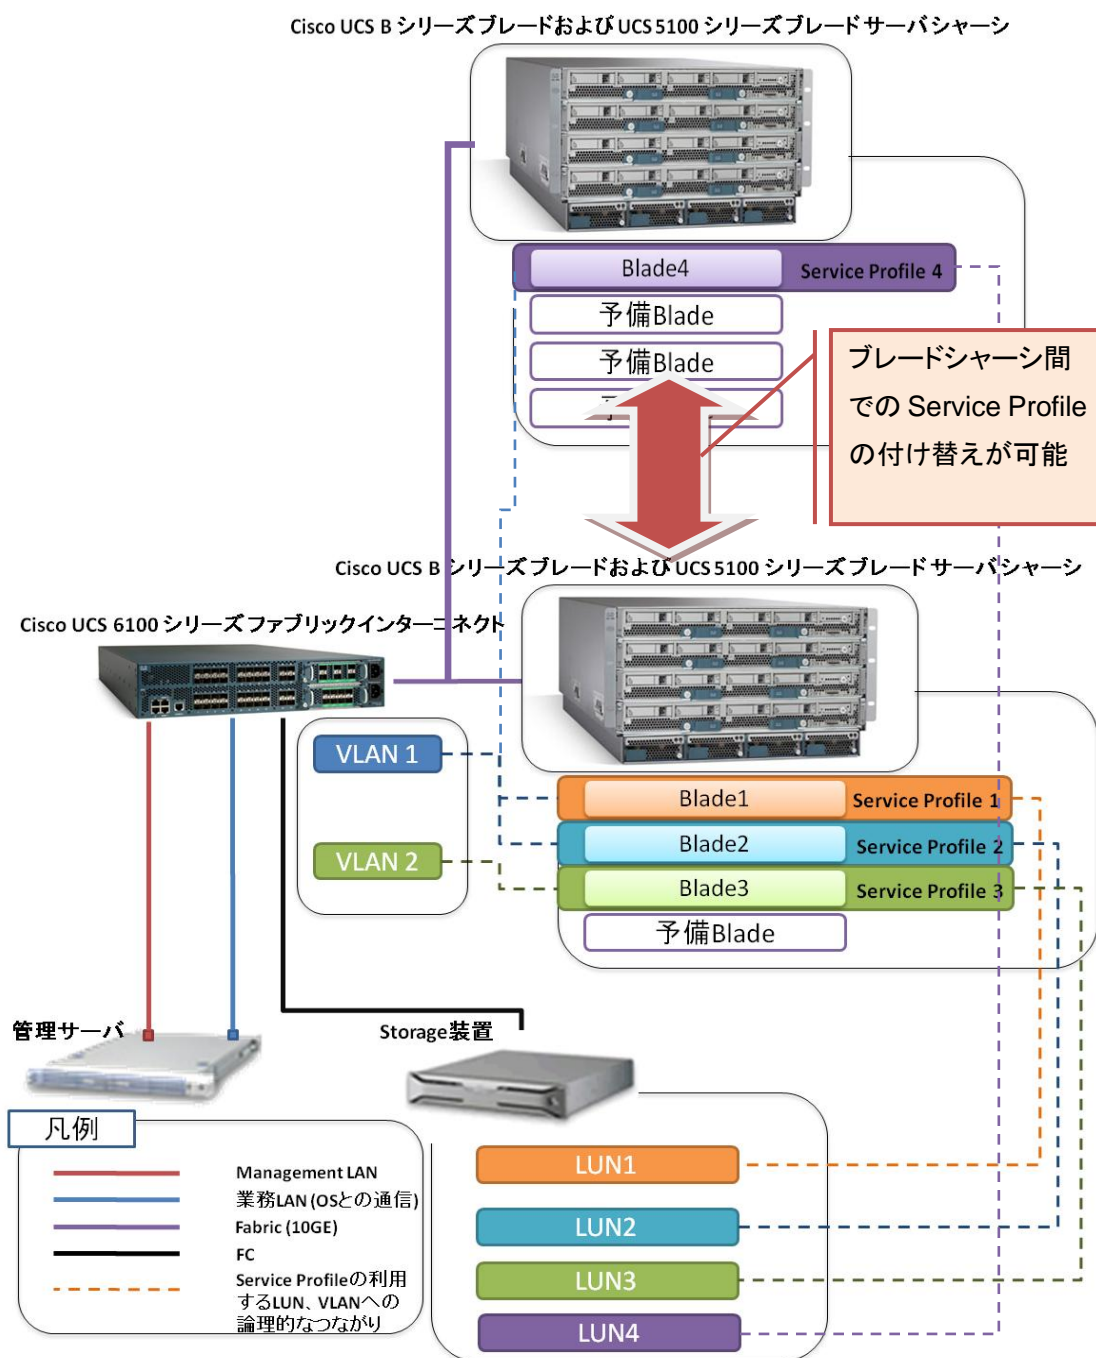 Cisco UCS B シリーズブレードおよび UCS 5100 シリーズブレード サーバ シャーシ
Blade4
Service Profile 4
予備Blade
予備Blade
予
ブレードシャーシ間
での Service Profile
の付け替えが可能
Cisco UCS B シリーズブレードおよび UCS 5100 シリーズブレード サーバ シャーシ
Cisco UCS 6100 シリーズ ファブリックインターコネクト
VLAN 1
VLAN 2
Blade1
Service Profile 1
Blade2
Service Profile 2
Blade3
Service Profile 3
予備Blade
管理サーバ
Storage装置
凡例
Management LAN
業務LAN (OSとの通信)
Fabric (10GE)
FC
Service Profileの利用
するLUN、VLANへの
論理的なつながり
LUN1
LUN2
LUN3
LUN4